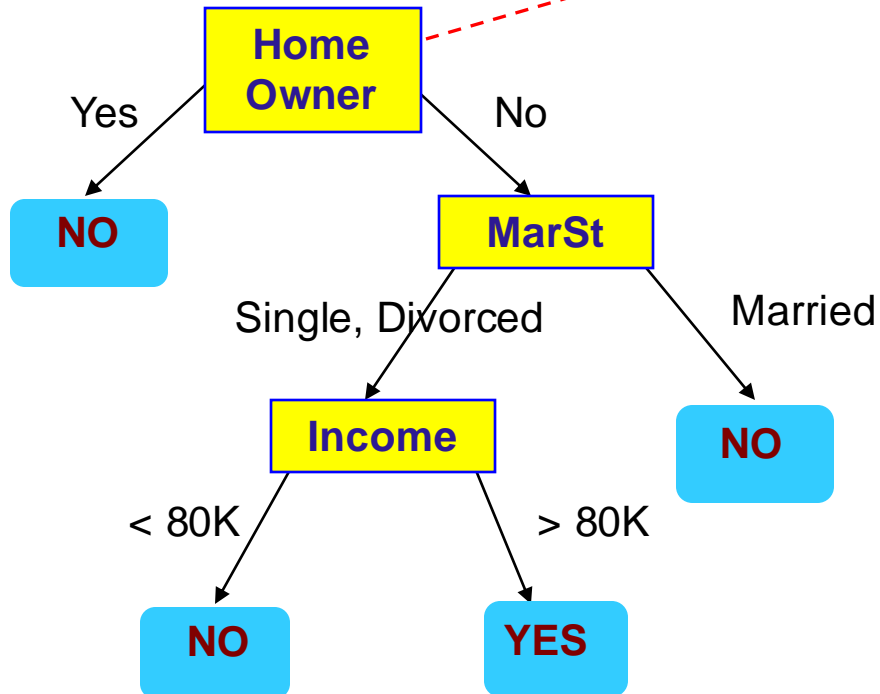 Home
Owner
Yes
No
NO
MarSt
Single, Divorced
Married
Income
NO
< 80K
> 80K
NO
YES